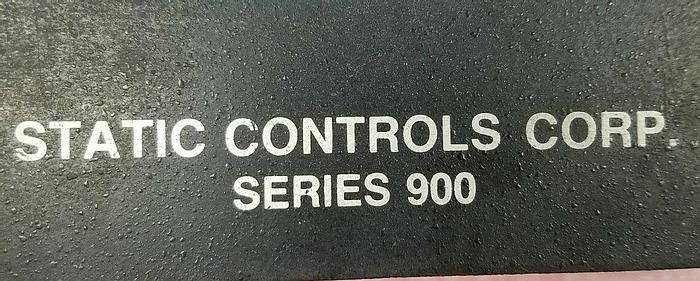 STATIC CONTROLS CORP.
SERIES 900